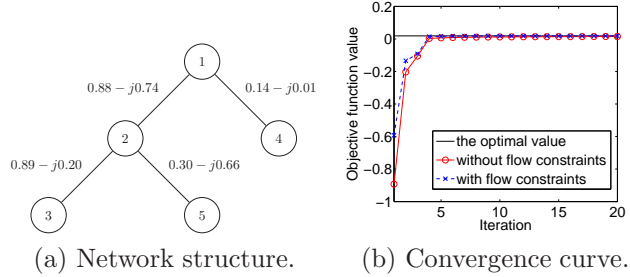 1
0.88 − j0.74
0.14 − j0.01
2
4
0.89 − j0.20
0.30 − j0.66
3
5
(a) Network structure.
Objective function value
0.2
0
−0.2
−0.4
−0.6
−0.8
−1
the optimal value
without flow constraints
with flow constraints
5 10 15 20
Iteration
(b) Convergence curve.